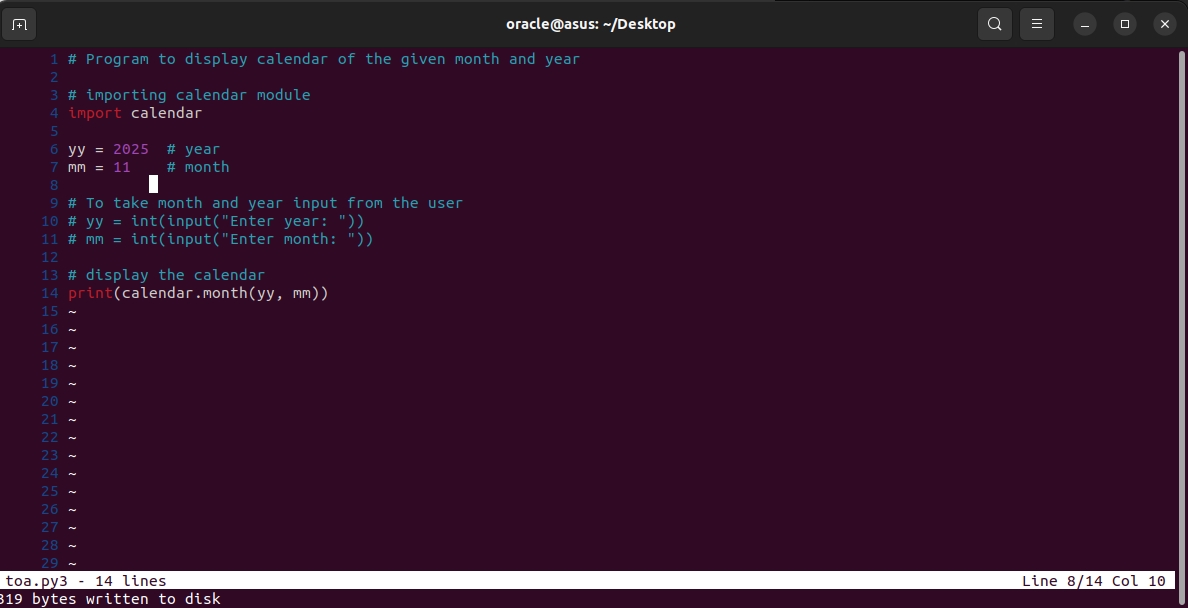 oracle@asus: ~/Desktop
1 # Program to display calendar of the given month and year
2
3 # importing calendar module
4 import calendar
5
6 yy = 2025  # year
7 mm = 11    # month
8
9 # To take month and year input from the user
10 # yy = int(input("Enter year: "))
11 # mm = int(input("Enter month: "))
12
13 # display the calendar
14 print(calendar.month(yy, mm))
15 ~
16 ~
17 ~
18 ~
19 ~
20 ~
21 ~
22 ~
23 ~
24 ~
25 ~
26 ~
27 ~
28 ~
29 ~
toa.py3 - 14 lines Line 8/14 Col 10
319 bytes written to disk